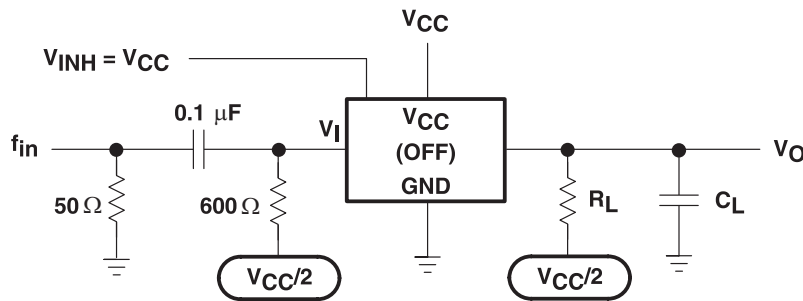 VCC
VINH = VCC
0.1 μF
fin
VI
VCC
(OFF)
GND
VO
50 Ω
600 Ω
RL
CL
VCC/2
VCC/2